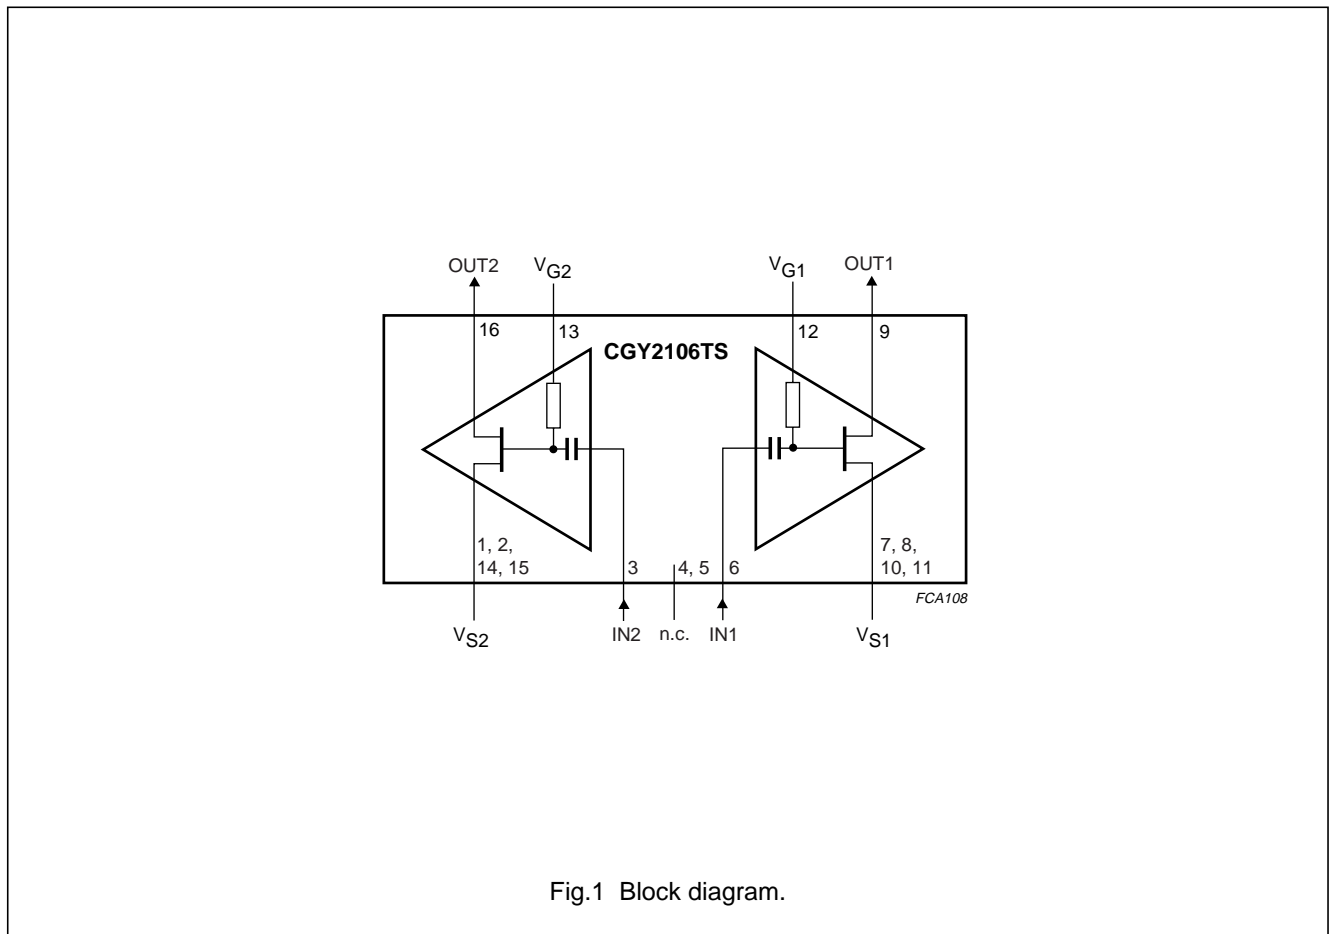 OUT2 VG2 VG1 OUT1
16 13 12 9
CGY2106TS
1, 2, 7, 8,
14, 15 3 4, 5 6 10, 11
FCA108
VS2 IN2 n.c. IN1 VS1
Fig.1 Block diagram.